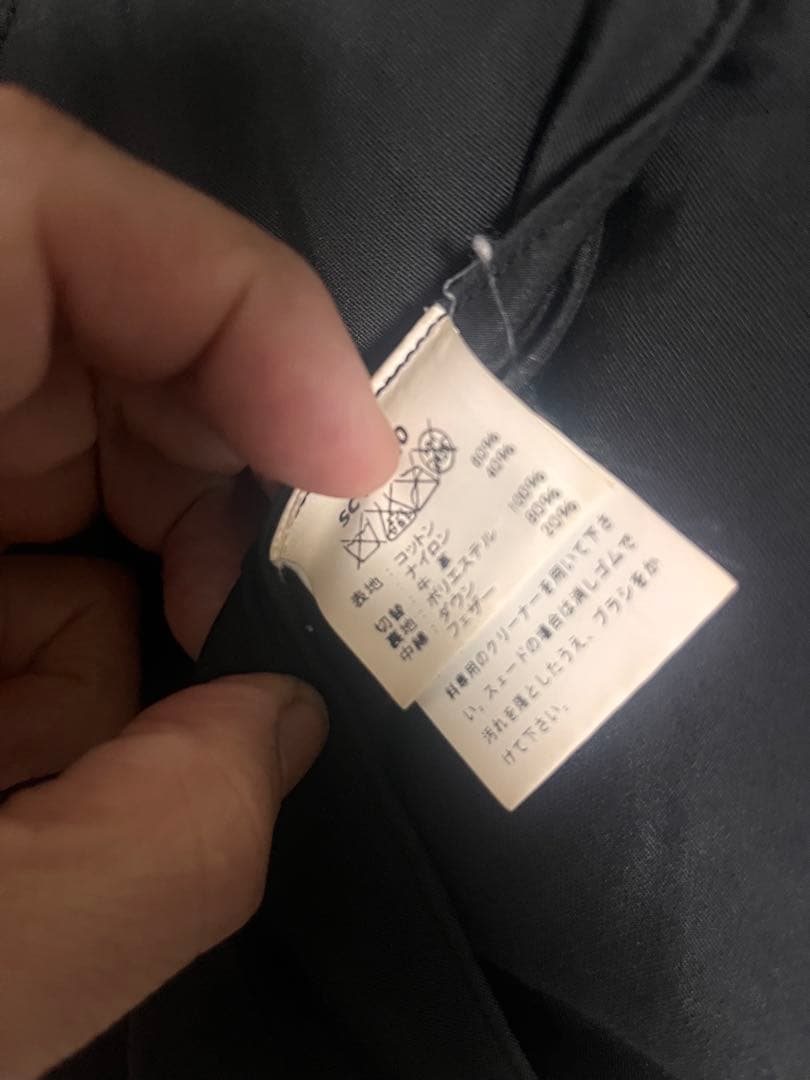 表地：コットン 60%
ナイロン 40%
切替：牛革
裏地：ポリエステル 100%
中綿：ダウン 80%
フェザー 20%
料専用のクリーナーを用いて下さ
い。スェードの場合は消しゴムで
汚れを落としたうえ、ブラシをか
けて下さい。